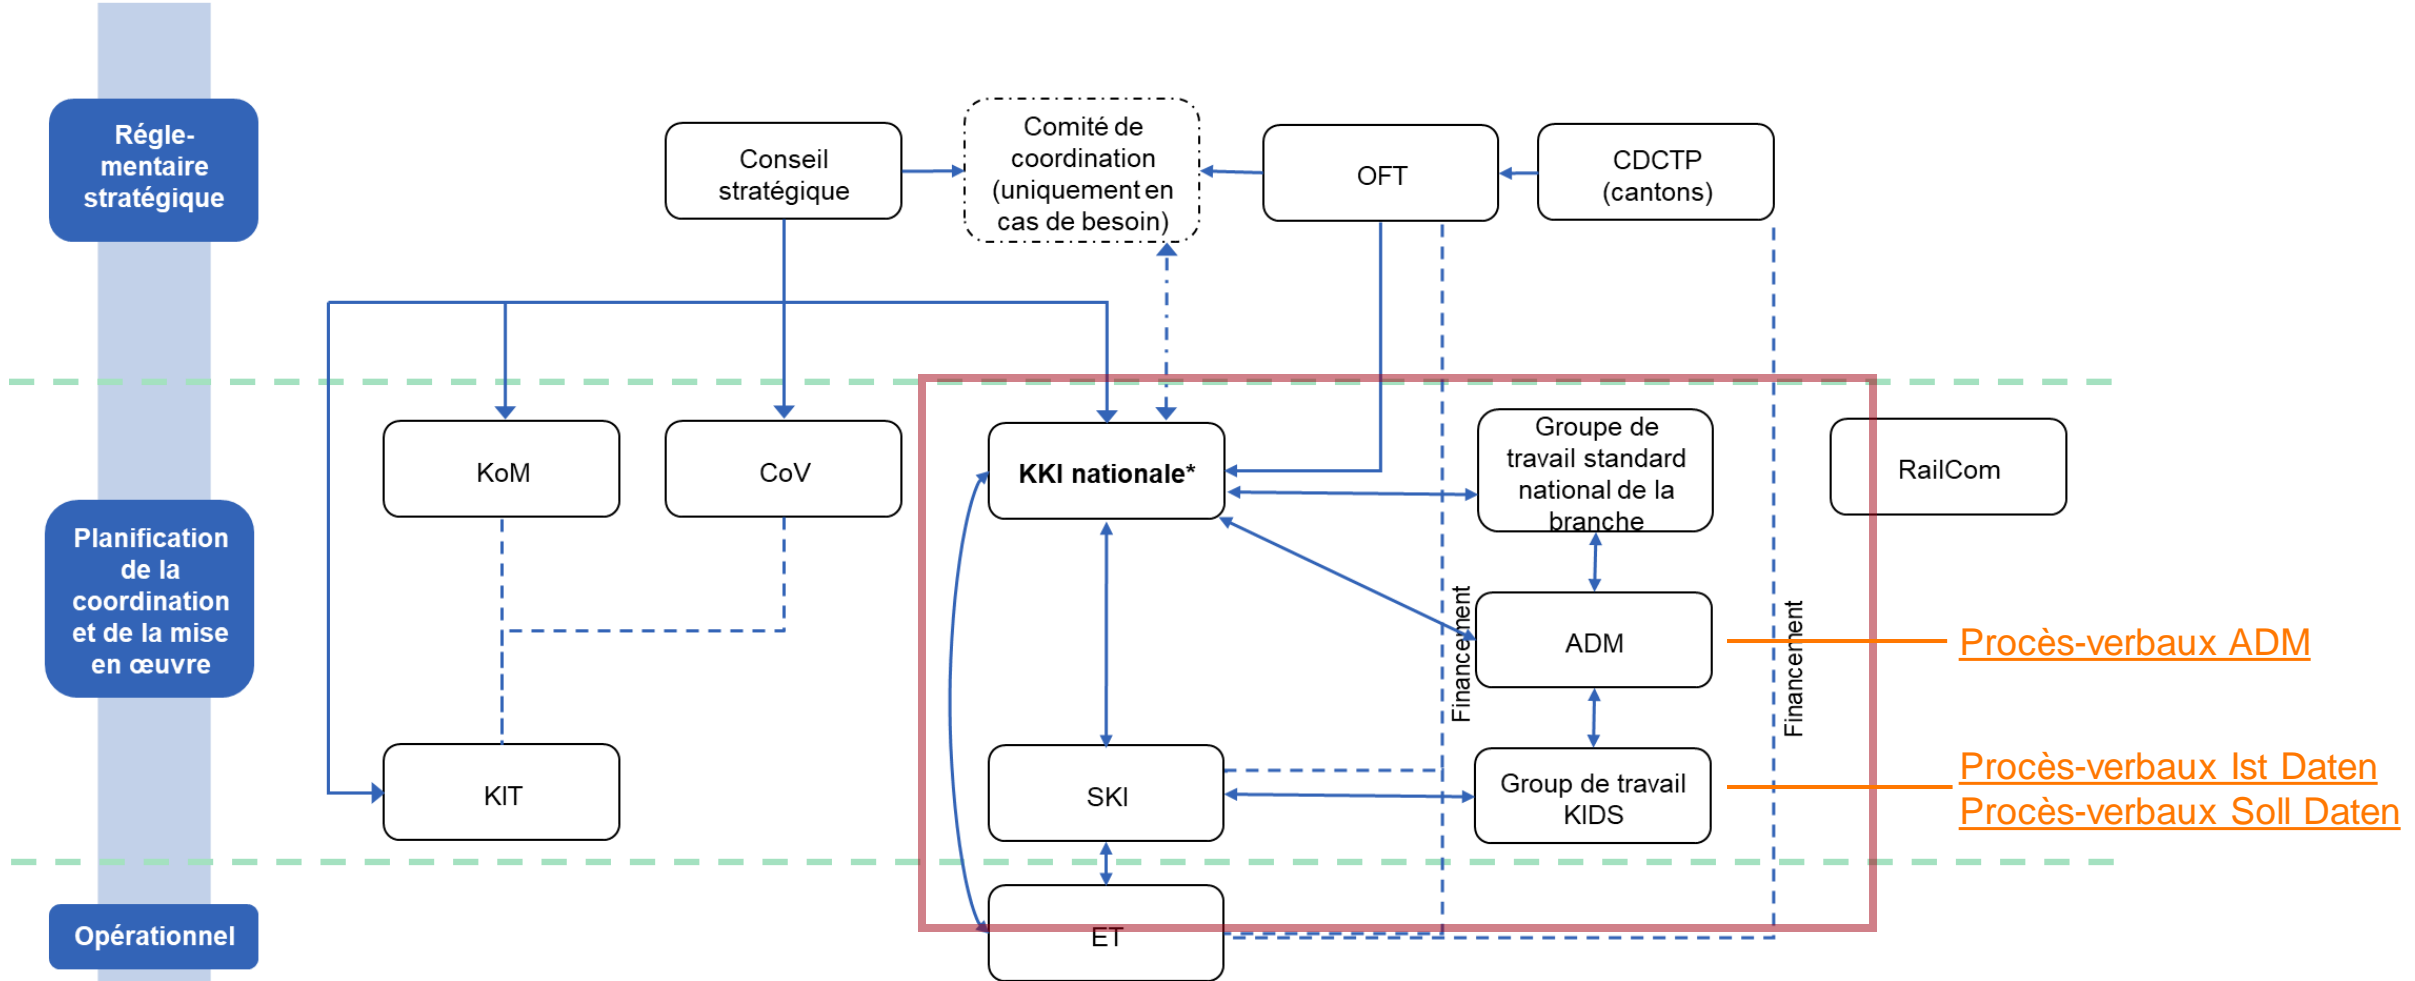 Régle-
mentaire
stratégique
Conseil
stratégique
Comité de
coordination
(uniquement en
cas de besoin)
OFT
CDCTP
(cantons)
Planification
de la
coordination
et de la mise
en œuvre
KoM
CoV
KKI nationale*
Groupe de
travail standard
national de la
branche
RailCom
Financement
ADM
Financement
Procès-verbaux ADM
KIT
SKI
Group de travail
KIDS
Procès-verbaux Ist Daten
Procès-verbaux Soll Daten
Opérationnel
ET